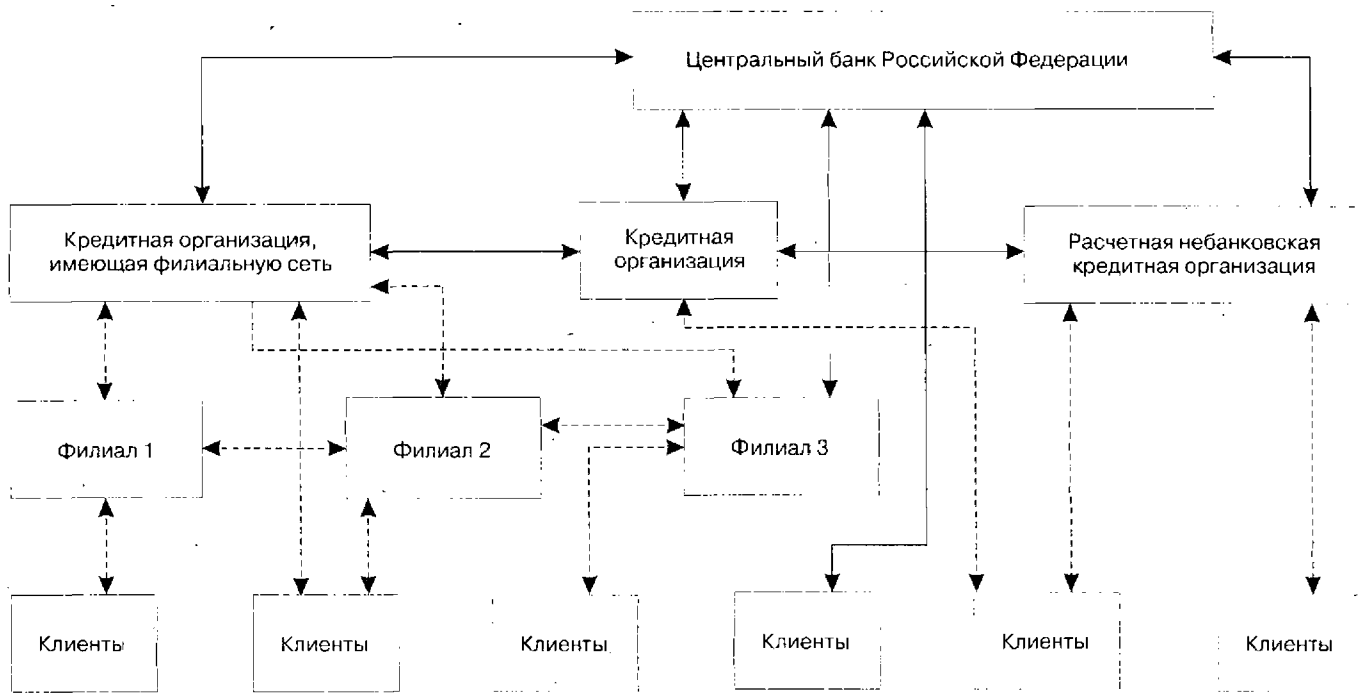 Центральный банк Российской Федерации
Кредитная организация,
имеющая филиальную сеть
Кредитная
организация
Расчетная небанковская
кредитная организация
Филиал 1
Филиал 2
Филиал 3
Клиенты
Клиенты
Клиенты
Клиенты
Клиенты
Клиенты